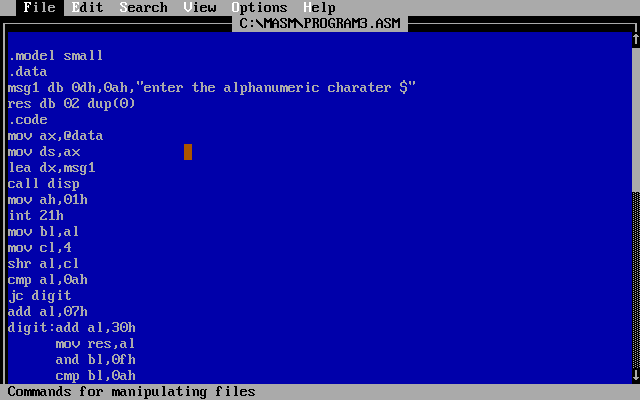 File Edit Search View Options Help
C:\MASM\PROGRAM3.ASM
.model small
.data
msg1 db 0dh,0ah,"enter the alphanumeric charater $"
res db 02 dup(0)
.code
mov ax,@data
mov ds,ax
lea dx,msg1
call disp
mov ah,01h
int 21h
mov bl,al
mov cl,4
shr al,cl
cmp al,0ah
jc digit
add al,07h
digit:add al,30h
mov res,al
and bl,0fh
cmp bl,0ah
Commands for manipulating files